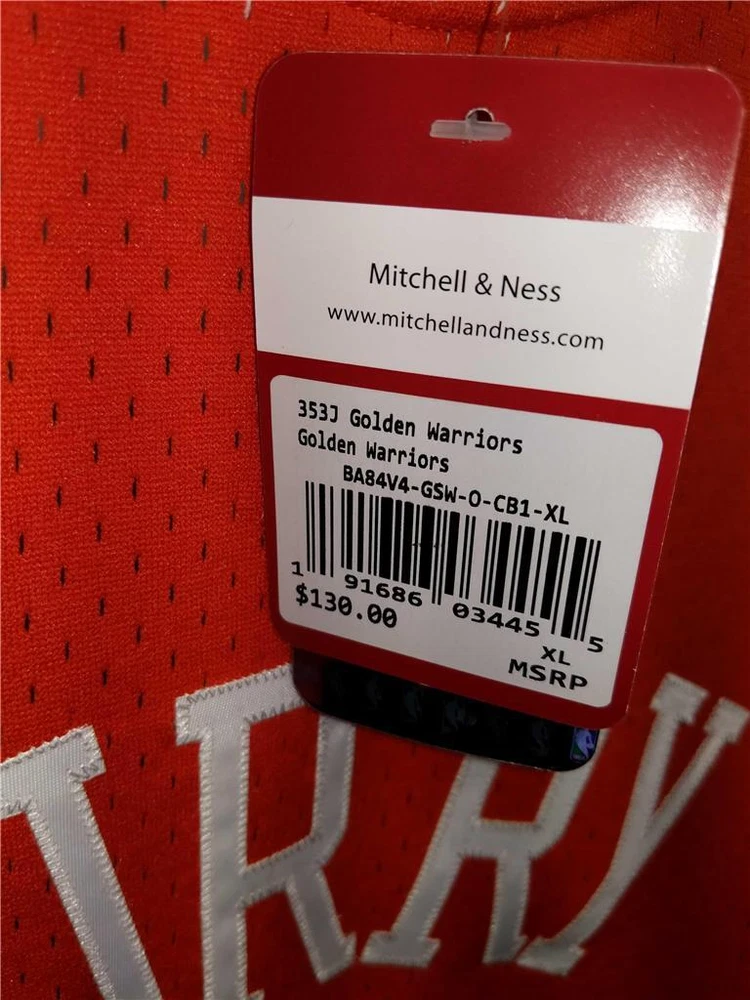 Mitchell & Ness
www.mitchellandness.com
353J Golden Warriors
Golden Warriors
BA84V4-GSW-O-CB1-XL
1 91686 03445 5
$130.00
XL
MSRP
ARRY